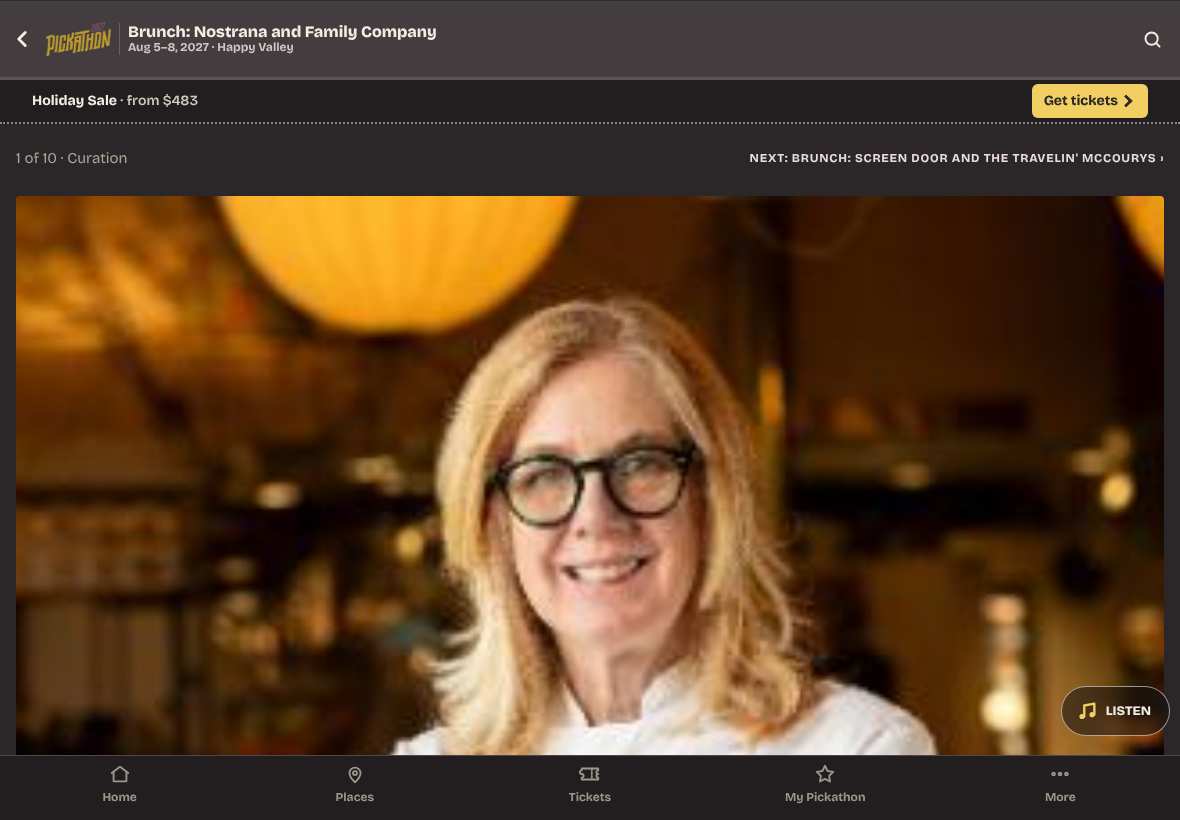 PICKATHON
Brunch: Nostrana and Family Company
Aug 5–8, 2027 · Happy Valley
Holiday Sale · from $483
Get tickets
1 of 10 · Curation
NEXT: BRUNCH: SCREEN DOOR AND THE TRAVELIN' MCCOURYS ›
LISTEN
Home
Places
Tickets
My Pickathon
More